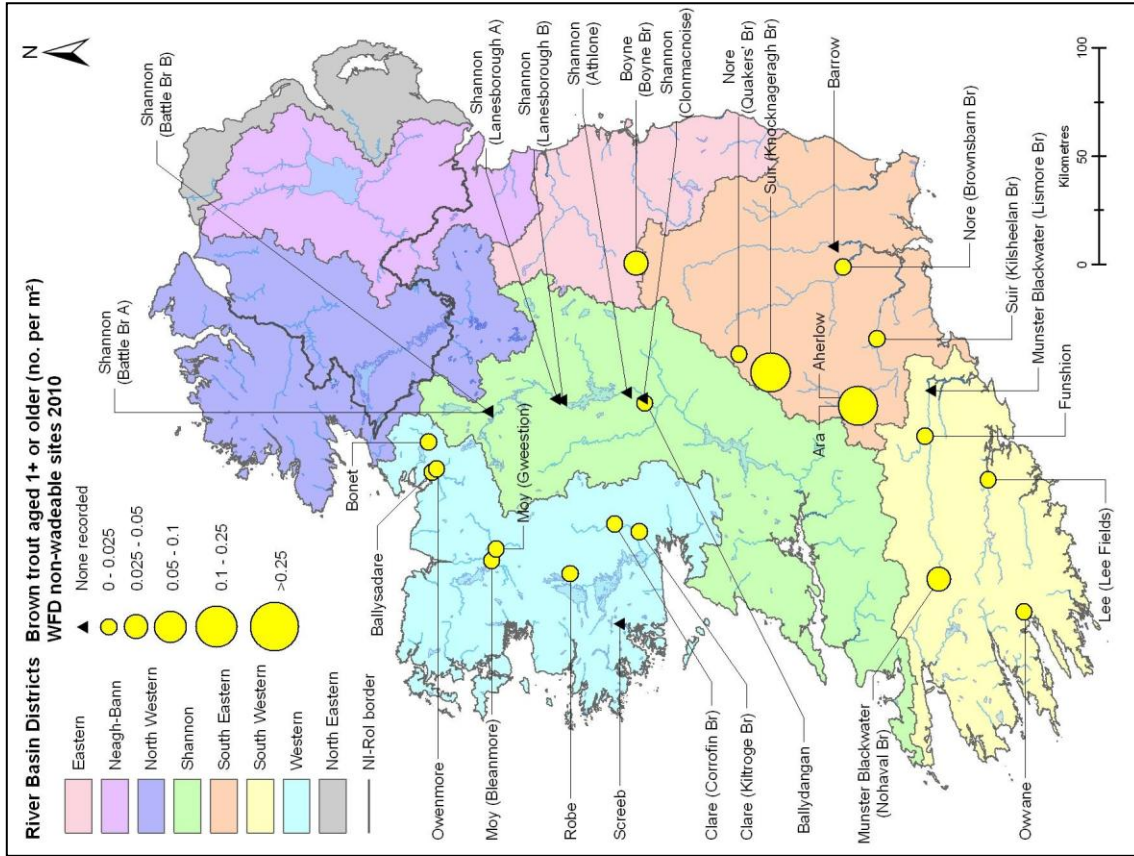 River Basin Districts
Eastern
Neagh-Bann
North Western
Shannon
South Eastern
South Western
Western
North Eastern
NI-RoI border
Brown trout aged 1+ or older (no. per m²)
WFD non-wadeable sites 2010
None recorded
0 - 0.025
0.025 - 0.05
0.05 - 0.1
0.1 - 0.25
>0.25
N
Shannon
(Battle Br A)
Shannon
(Battle Br B)
Shannon
(Lanesborough A)
Shannon
(Lanesborough B)
Shannon
(Athlone)
Boyne
(Boyne Br)
Shannon
(Clonmacnoise)
Nore
(Quakers' Br)
Suir (Knocknageragh Br)
Barrow
Nore (Brownsbarn Br)
Suir (Kilsheelan Br)
Munster Blackwater (Lismore Br)
Funshion
Aherlow
Ara
Bonet
Ballysadare
Moy (Gweestion)
Owenmore
Moy (Bleanmore)
Robe
Screeb
Clare (Corrofin Br)
Clare (Kiltroge Br)
Ballydangan
Munster Blackwater
(Nohaval Br)
Owvane
Lee (Lee Fields)
0
50
100
Kilometres